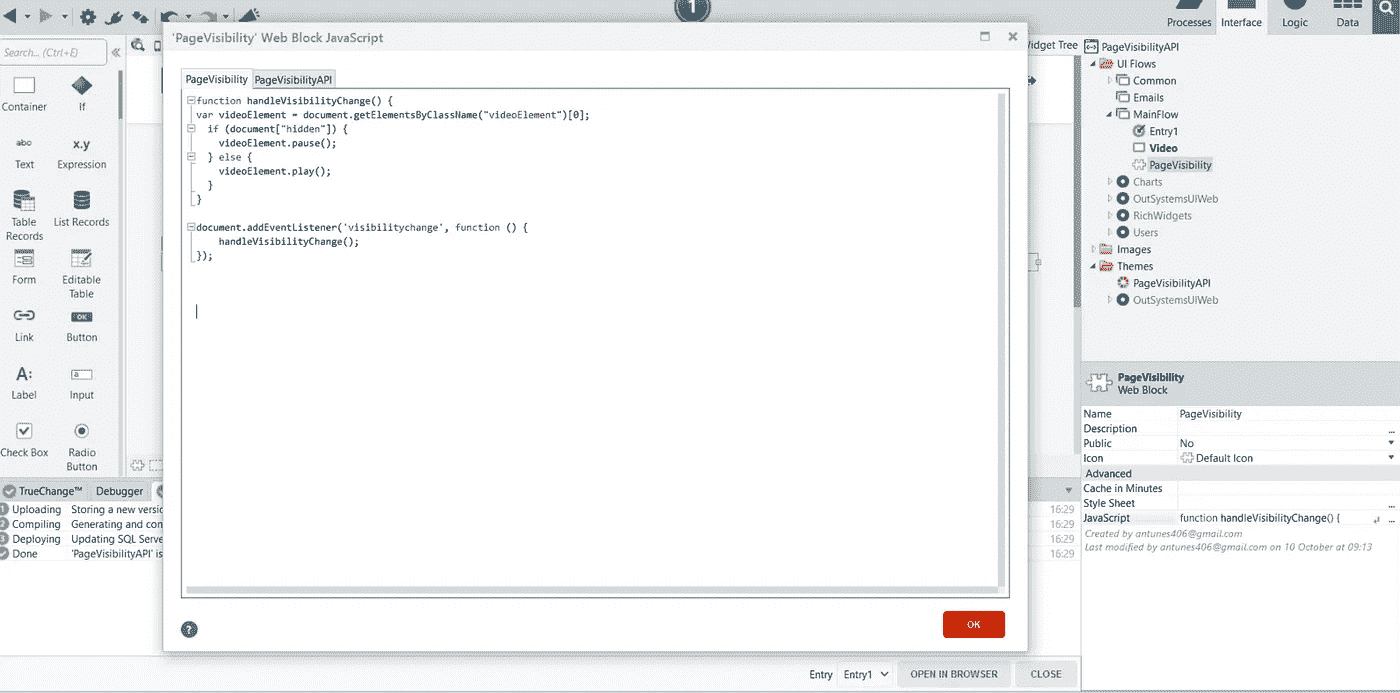 1
Processes
Interface
Logic
Data
Search... (Ctrl+E)
'PageVisibility' Web Block JavaScript
Widget Tree
PageVisibilityAPI
UI Flows
Common
Emails
MainFlow
Entry1
Video
PageVisibility
Charts
OutSystemsUIWeb
RichWidgets
Users
Images
Themes
PageVisibilityAPI
OutSystemsUIWeb
Container
If
abc
x.y
Text
Expression
Table
Records
List Records
Form
Editable
Table
Link
OK
Button
A:
Label
a
Input
Check Box
Radio
Button
PageVisibility
PageVisibilityAPI
function handleVisibilityChange() {
var videoElement = document.getElementsByClassName("videoElement")[0];
if (document["hidden"]) {
videoElement.pause();
} else {
videoElement.play();
}
}
document.addEventListener('visibilitychange', function () {
handleVisibilityChange();
});
?
OK
PageVisibility
Web Block
Name PageVisibility
Description ...
Public No
Icon Default Icon
Advanced
Cache in Minutes
Style Sheet ...
JavaScript function handleVisibilityChange() { ...
Created by antunes406@gmail.com
Last modified by antunes406@gmail.com on 10 October at 09:13
TrueChange™ Debugger
1 Uploading Storing a new 16:29
2 Compiling Generating and 16:29
3 Deploying Updating SQL 16:29
Done 'PageVisibilityAPI' 16:29
Entry Entry1 OPEN IN BROWSER CLOSE